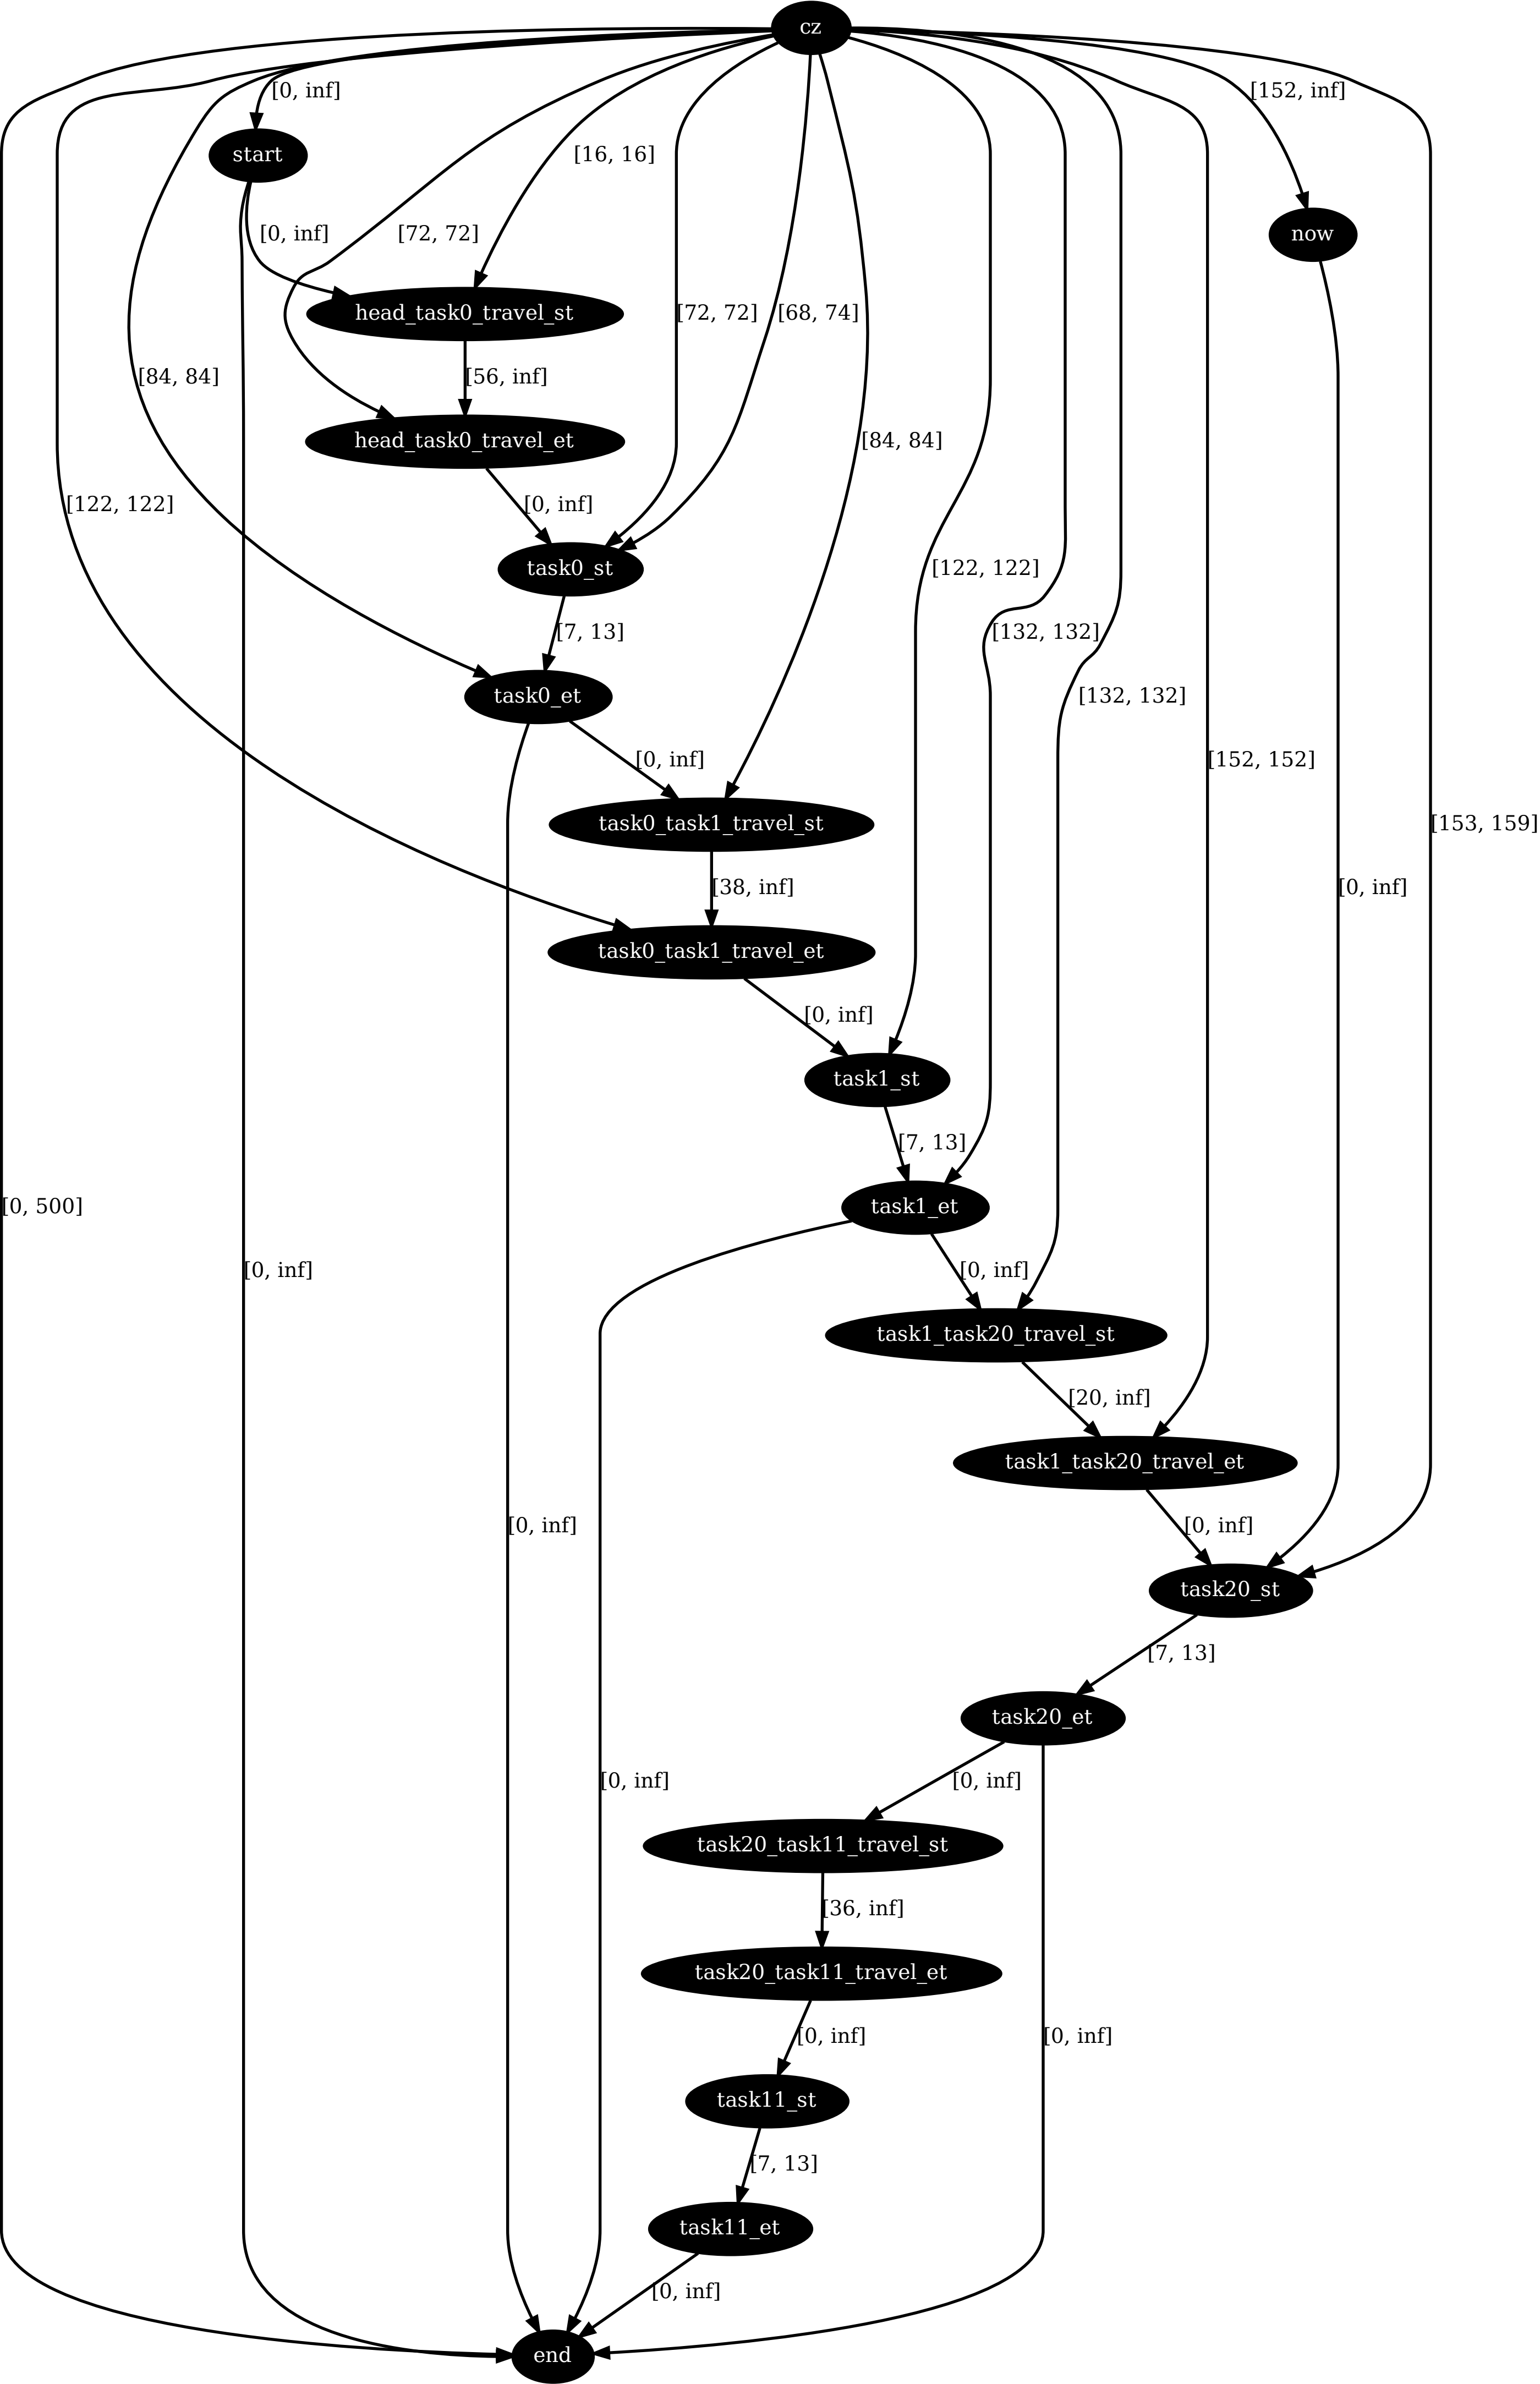 cz
[0, inf]
[152, inf]
start
[16, 16]
now
[0, inf]
[72, 72]
head_task0_travel_st
[72, 72]
[68, 74]
[84, 84]
[56, inf]
head_task0_travel_et
[84, 84]
[122, 122]
[0, inf]
task0_st
[122, 122]
[7, 13]
[132, 132]
task0_et
[132, 132]
[0, inf]
[152, 152]
task0_task1_travel_st
[153, 159]
[38, inf]
[0, inf]
task0_task1_travel_et
[0, inf]
task1_st
[7, 13]
[0, 500]
task1_et
[0, inf]
[0, inf]
task1_task20_travel_st
[20, inf]
task1_task20_travel_et
[0, inf]
[0, inf]
task20_st
[7, 13]
task20_et
[0, inf]
[0, inf]
task20_task11_travel_st
[36, inf]
task20_task11_travel_et
[0, inf]
[0, inf]
task11_st
[7, 13]
task11_et
[0, inf]
end